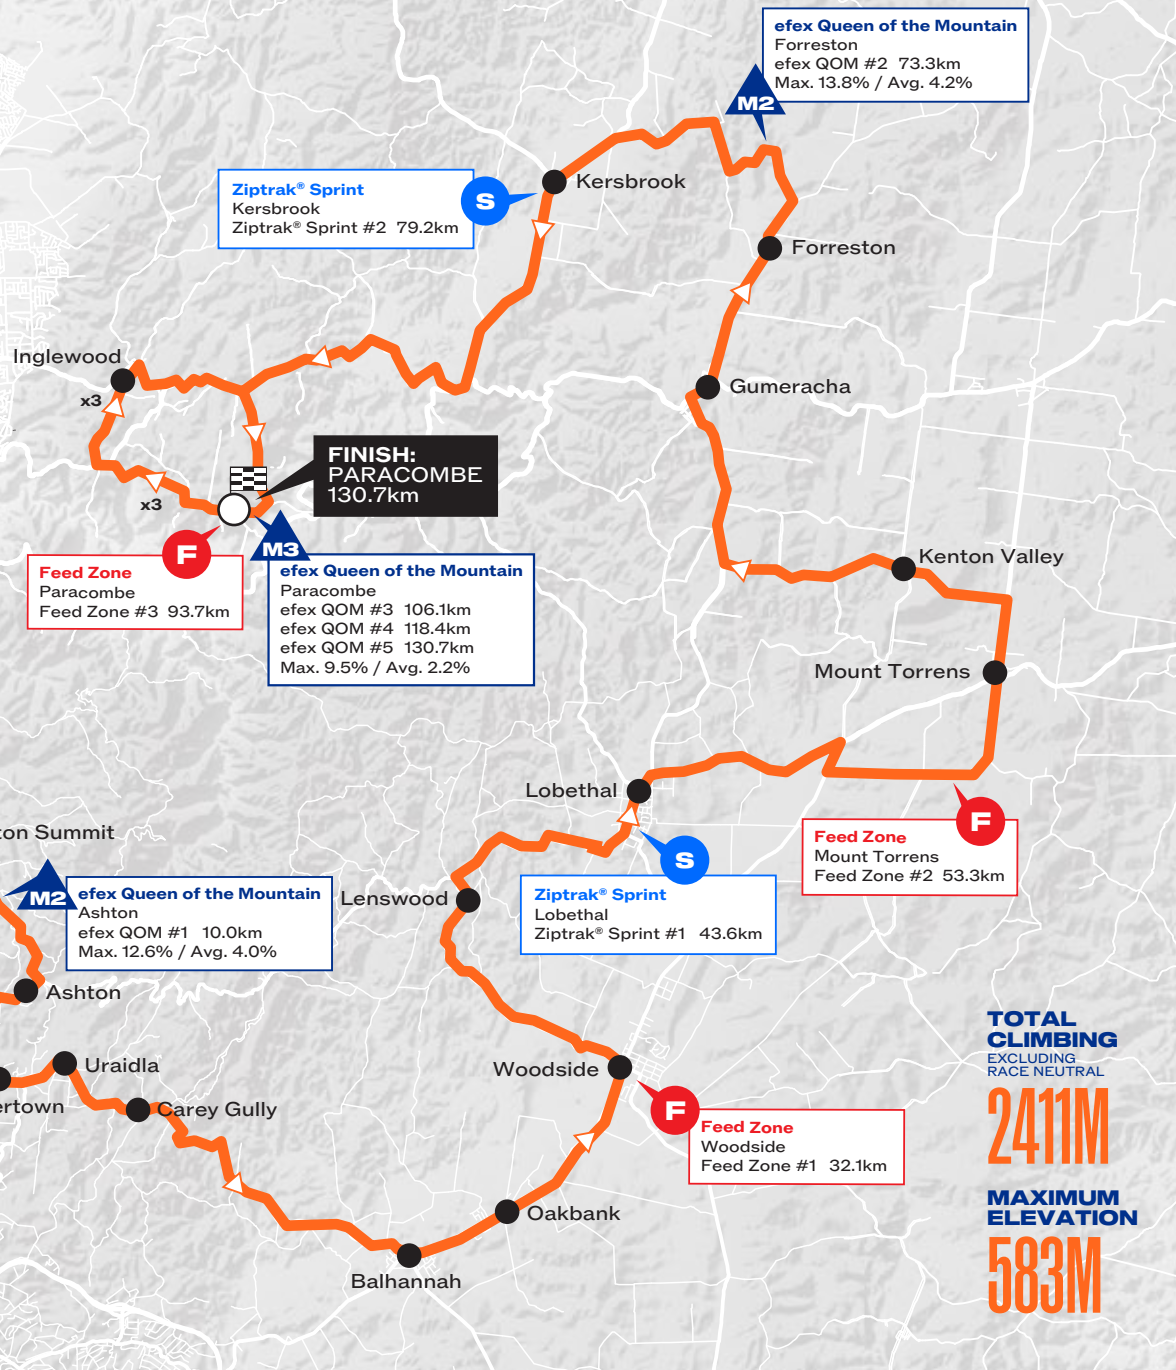 efex Queen of the Mountain
Forreston
efex QOM #2 73.3km
Max. 13.8% / Avg. 4.2%
M2
Ziptrak® Sprint
Kersbrook
Ziptrak® Sprint #2 79.2km
S
Kersbrook
Forreston
Inglewood
x3
Gumeracha
FINISH:
PARACOMBE
130.7km
x3
M3
F
Feed Zone
Paracombe
Feed Zone #3 93.7km
efex Queen of the Mountain
Paracombe
efex QOM #3 106.1km
efex QOM #4 118.4km
efex QOM #5 130.7km
Max. 9.5% / Avg. 2.2%
Kenton Valley
Mount Torrens
Lobethal
F
Feed Zone
Mount Torrens
Feed Zone #2 53.3km
ton Summit
M2
efex Queen of the Mountain
Ashton
efex QOM #1 10.0km
Max. 12.6% / Avg. 4.0%
Lenswood
S
Ziptrak® Sprint
Lobethal
Ziptrak® Sprint #1 43.6km
Ashton
Uraidla
ertown
Carey Gully
Woodside
F
Feed Zone
Woodside
Feed Zone #1 32.1km
Oakbank
Balhannah
TOTAL
CLIMBING
EXCLUDING
RACE NEUTRAL
2411M
MAXIMUM
ELEVATION
583M